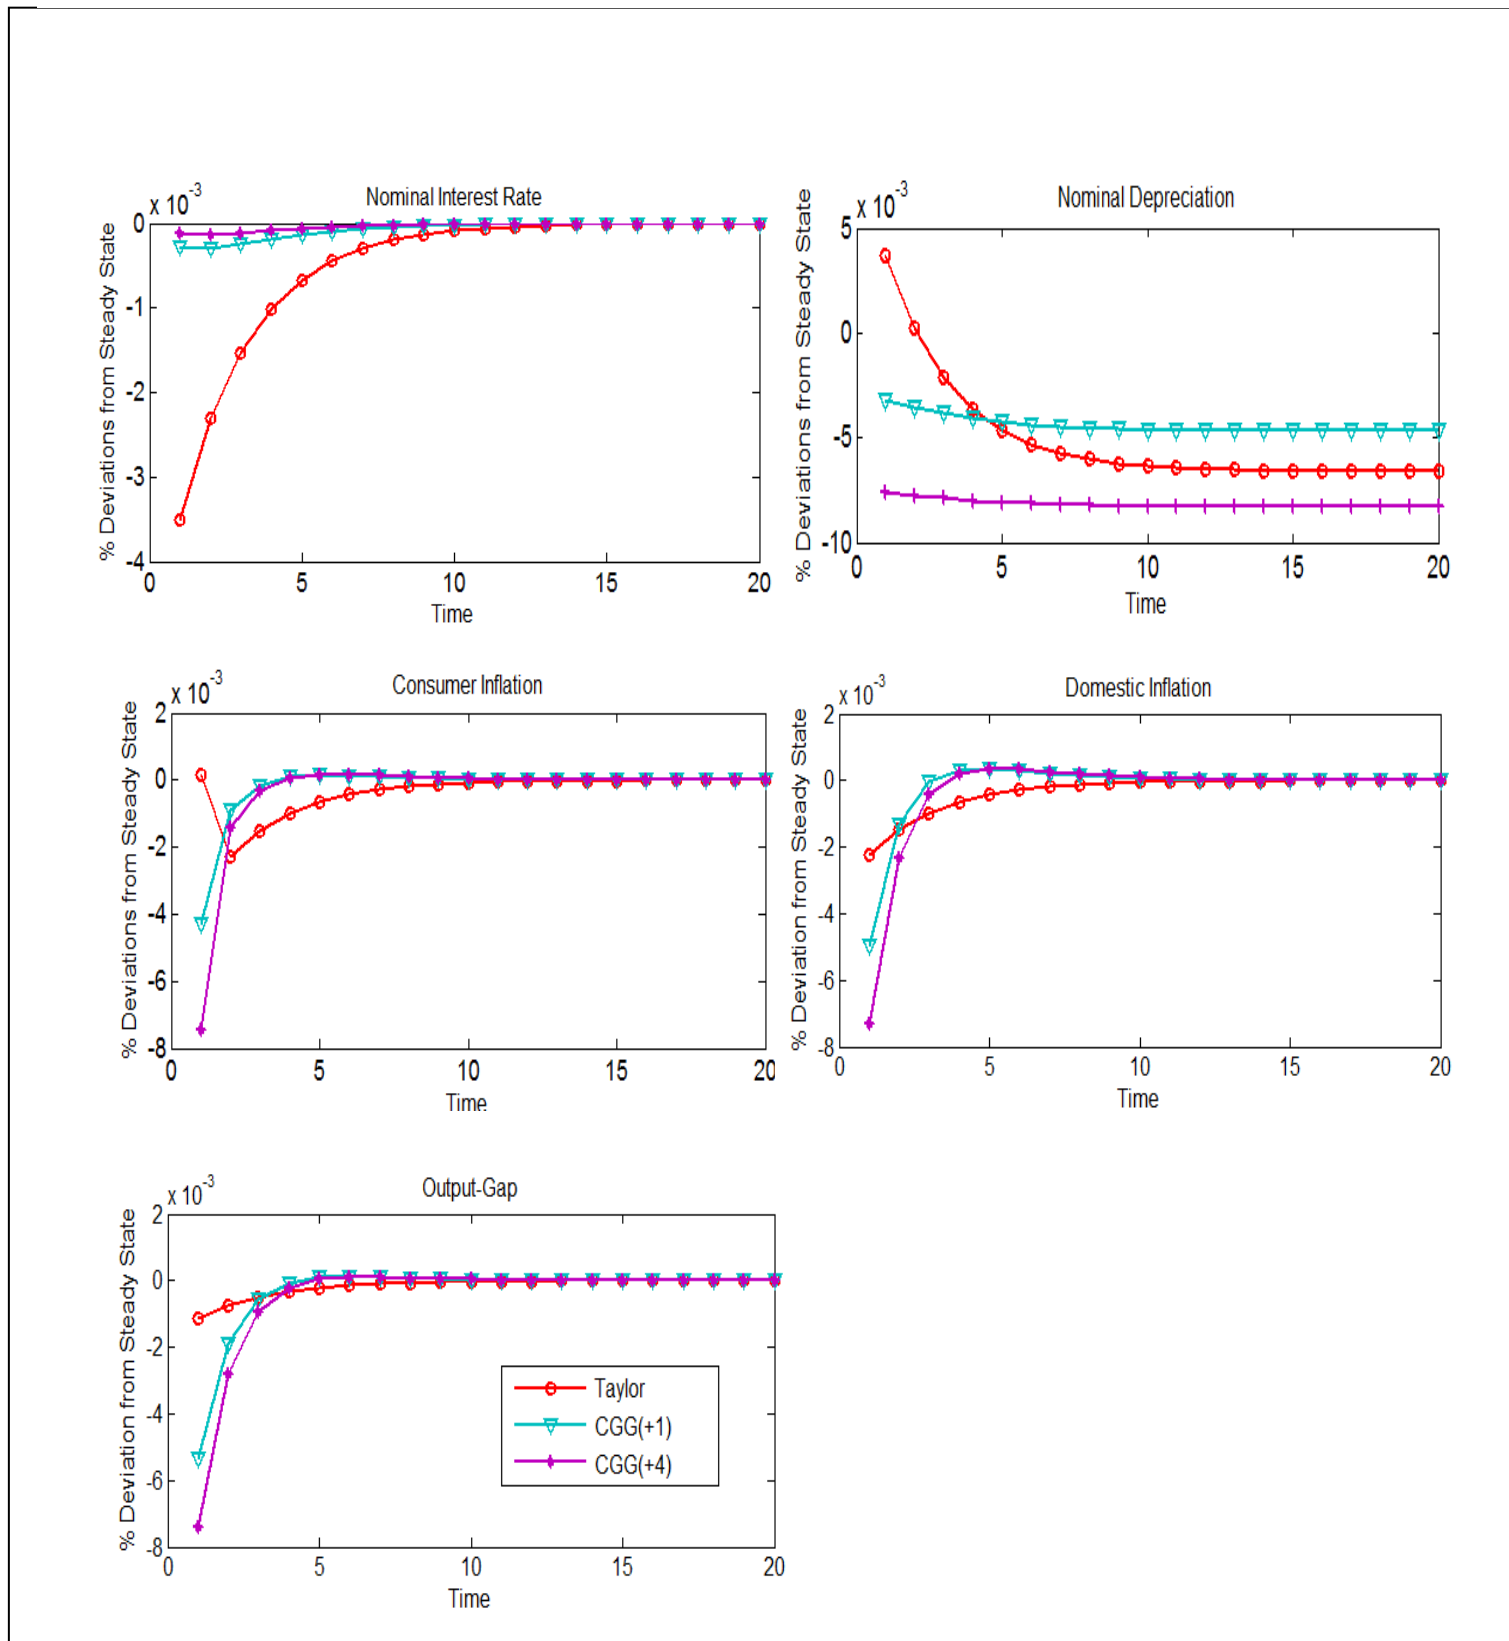 x 10-3
Nominal Interest Rate
% Deviations from Steady State
0
-1
-2
-3
-4
0 5 10 15 20
Time
x 10-3
Nominal Depreciation
% Deviations from Steady State
5
0
-5
-10
0 5 10 15 20
Time
x 10-3
Consumer Inflation
% Deviations from Steady State
2
0
-2
-4
-6
-8
0 5 10 15 20
Time
x 10-3
Domestic Inflation
% Deviation from Steady State
2
0
-2
-4
-6
-8
0 5 10 15 20
Time
x 10-3
Output-Gap
% Deviation from Steady State
2
0
-2
-4
-6
-8
0 5 10 15 20
Time
Taylor
CGG(+1)
CGG(+4)